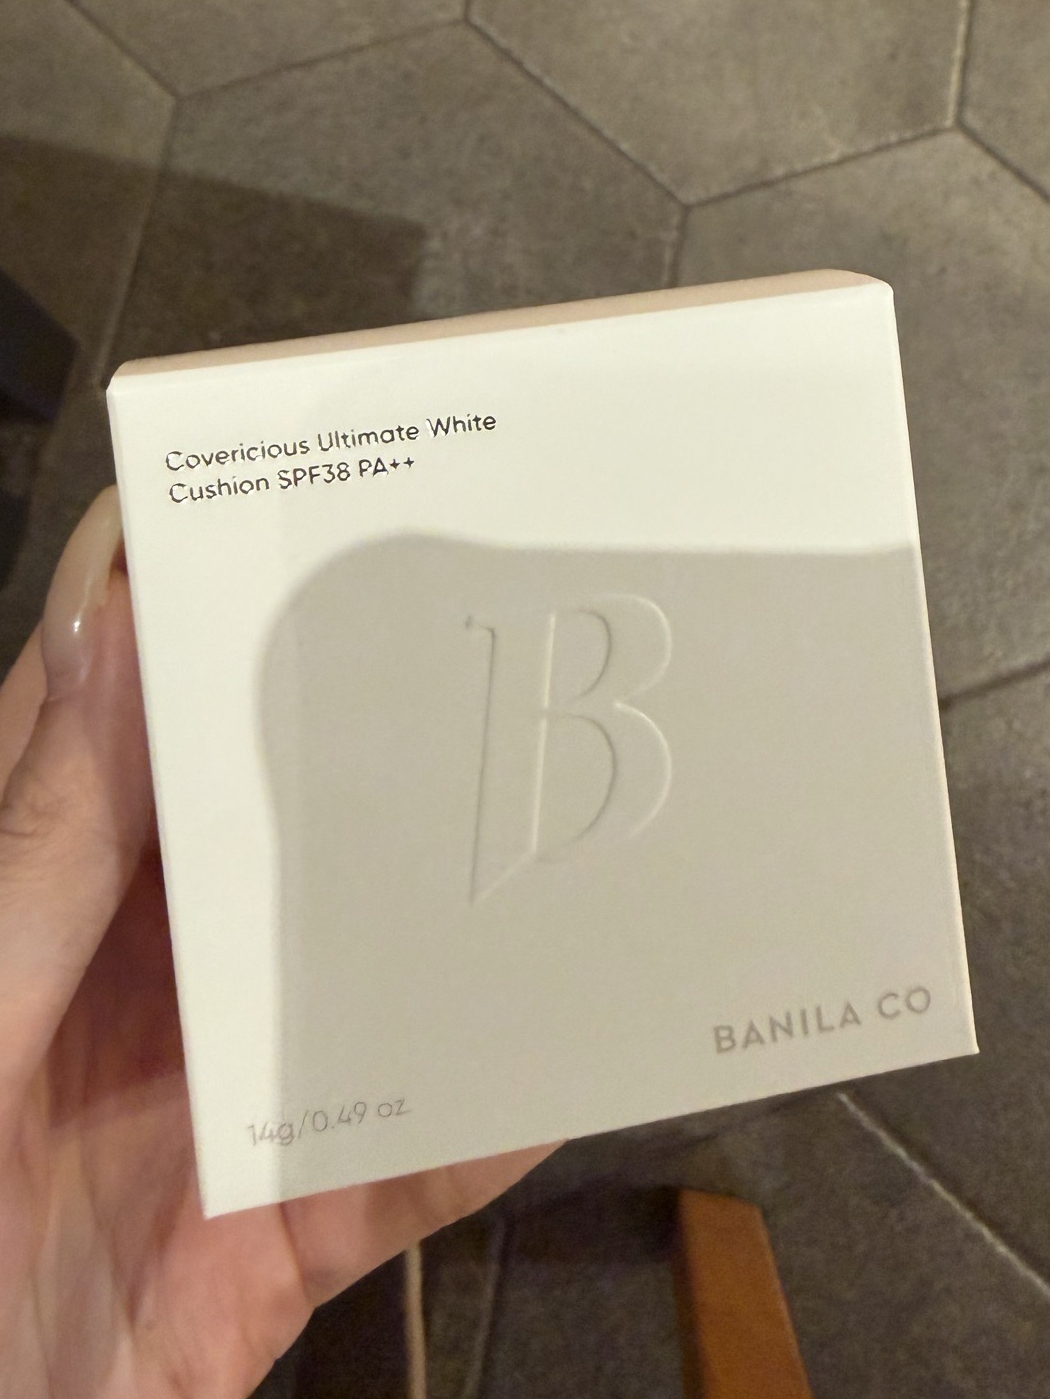 Covericious Ultimate White
Cushion SPF38 PA++
B
BANILA CO
14g/0.49 oz